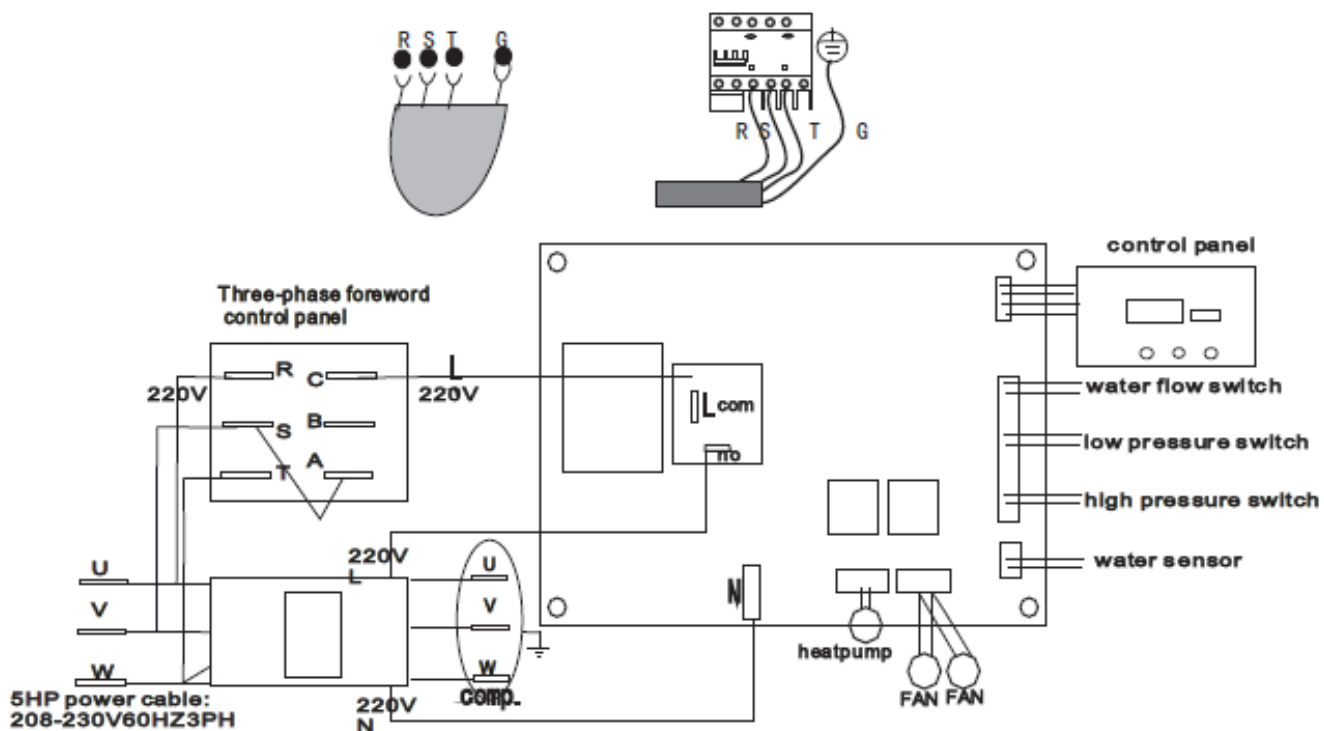 R S T G
R S T G
control panel
Three-phase foreword
control panel
R C L
220V 220V
water flow switch
L com
S B
no
low pressure switch
T A
high pressure switch
220V
L
U
U
water sensor
V
V
N
W
W
heatpump
5HP power cable:
208-230V60HZ3PH
220V
N
comp.
FAN FAN